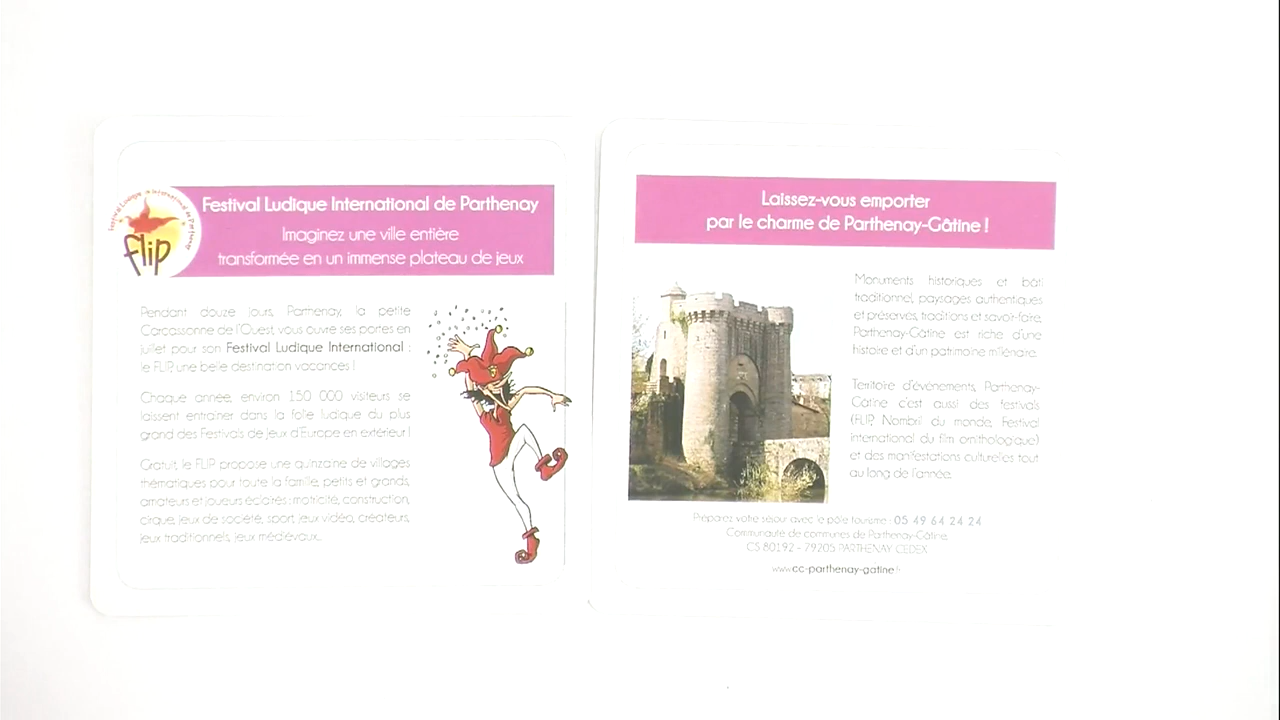 Festival Ludique International de Parthenay
flip
Festival Ludique International de Parthenay
Imaginez une ville entière
transformée en un immense plateau de jeux
Pendant douze jours, Parthenay, la petite
Carcassonne de l'Ouest vous ouvre ses portes en
juillet pour son Festival Ludique International :
le FLIP, une belle destination vacances !
Chaque année, environ 150 000 visiteurs se
laissent entraîner dans la folie ludique du plus
grand des Festivals de Jeux d'Europe en extérieur !
Gratuit, le FLIP propose une quinzaine de villages
thématiques pour toute la famille, petits et grands,
amateurs et joueurs éclairés : motricité, construction,
cirque, jeux de société, sport, jeux vidéo, créateurs,
jeux traditionnels, jeux médiévaux...
Laissez-vous emporter
par le charme de Parthenay-Gâtine !
Monuments historiques et bâti
traditionnel, paysages authentiques
et préservés, traditions et savoir-faire,
Parthenay-Gâtine est riche d'une
histoire et d'un patrimoine millénaire.
Territoire d'événements, Parthenay-
Gâtine c'est aussi des festivals
(FLIP, Nombril du monde, Festival
international du film ornithologique)
et des manifestations culturelles tout
au long de l'année.
Préparez votre séjour avec le pôle tourisme : 05 49 64 24 24
Communauté de communes de Parthenay-Gâtine,
CS 80192 - 79205 PARTHENAY CEDEX
www.cc-parthenay-gatine.fr